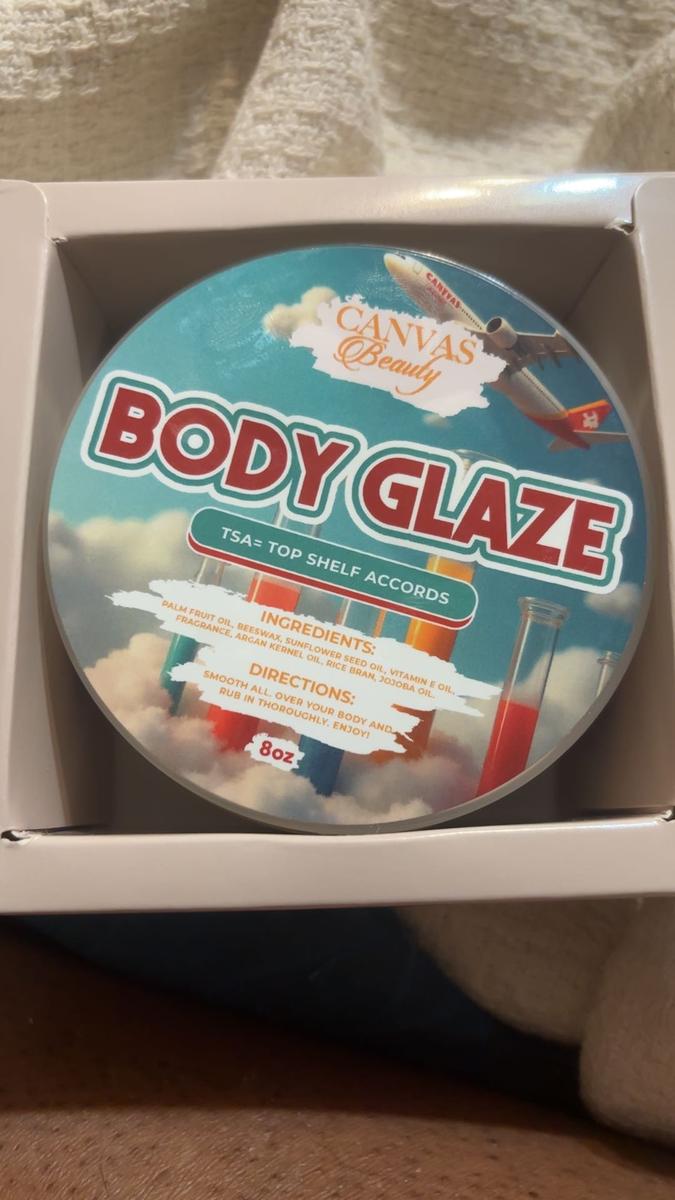 CANVAS
CANVAS
Beauty
BODY GLAZE
TSA= TOP SHELF ACCORDS
INGREDIENTS:
PALM FRUIT OIL, BEESWAX, SUNFLOWER SEED OIL, VITAMIN E OIL,
FRAGRANCE, ARGAN KERNEL OIL, RICE BRAN, JOJOBA OIL.
DIRECTIONS:
SMOOTH ALL OVER YOUR BODY AND
RUB IN THOROUGHLY. ENJOY!
8oz